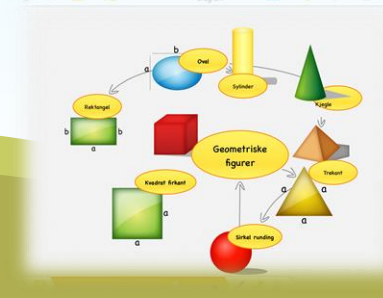 b
a
Oval
Sylinder
Kjegle
Rektangel
b
b
a
Geometriske
figurer
Trekant
a
a
a
Kvadrat firkant
a
a
Sirkel runding